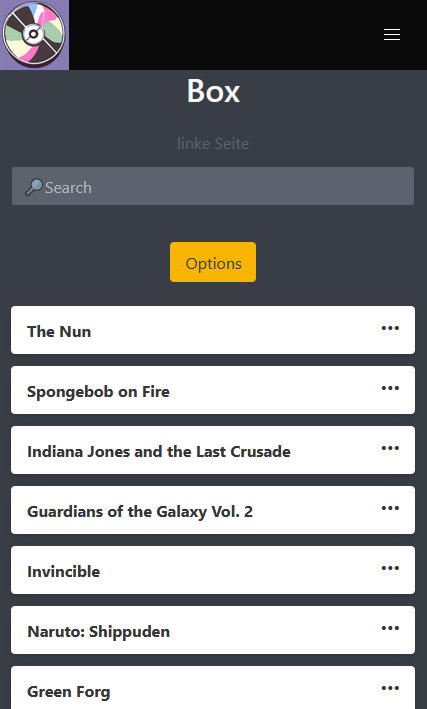 Box
linke Seite
Search
Options
The Nun
Spongebob on Fire
Indiana Jones and the Last Crusade
Guardians of the Galaxy Vol. 2
Invincible
Naruto: Shippuden
Green Forg